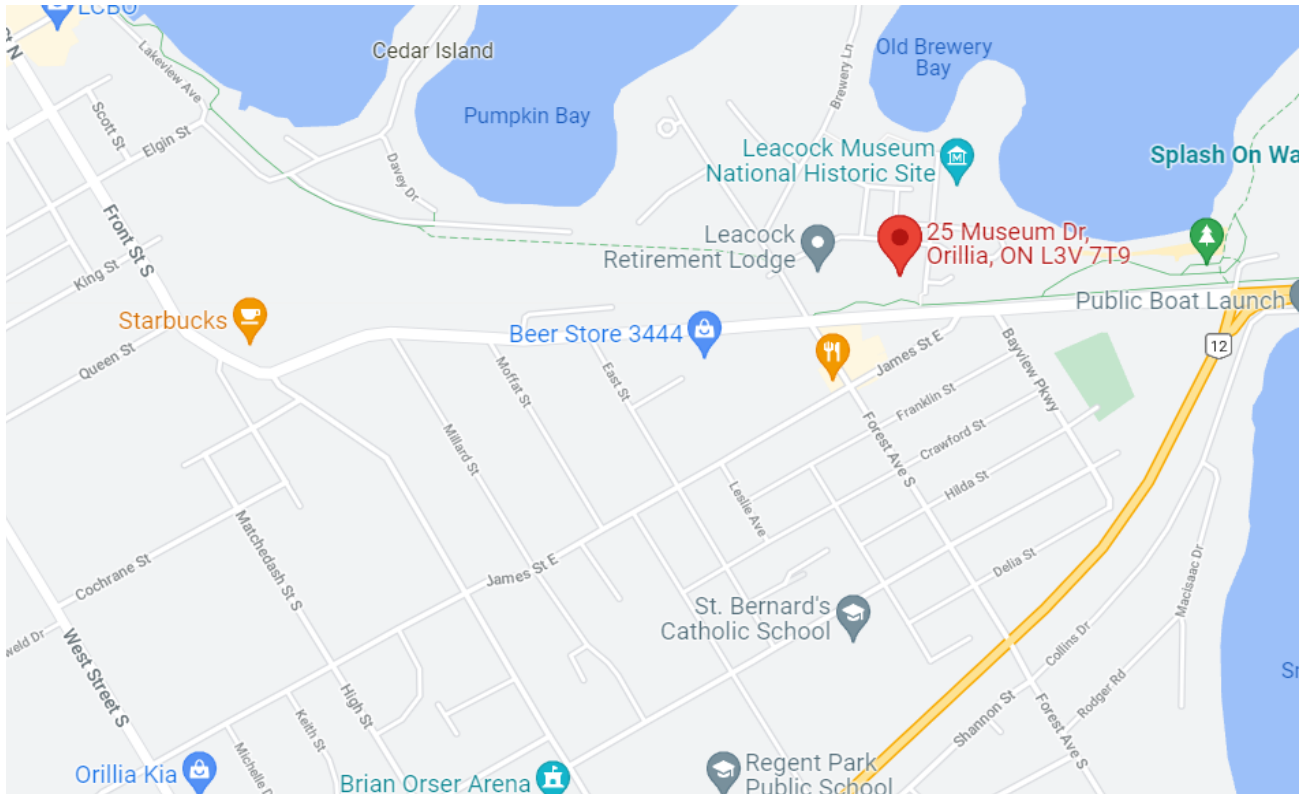 LCBO
St N
Lakeview Ave
Cedar Island
Old Brewery
Bay
Brewery Ln
Scott St
Pumpkin Bay
Elgin St
Leacock Museum
National Historic Site
Splash On Wa
Davey Dr
Front St S
Leacock
Retirement Lodge
25 Museum Dr,
Orillia, ON L3V 7T9
King St
Public Boat Launch
Starbucks
Beer Store 3444
12
Queen St
James St E
Bayview Pkwy
Moffat St
East St
Franklin St
Forest Ave S
Crawford St
Millard St
Hilda St
Leslie Ave
Matchedash St S
Cochrane St
James St E
Delia St
Macisaac Dr
St. Bernard's
Catholic School
weld Dr
West Street S
Collins Dr
High St
Rodger Rd
Shannon St
Forest Ave S
Keith St
Michelle D
Orillia Kia
Brian Orser Arena
Regent Park
Public School